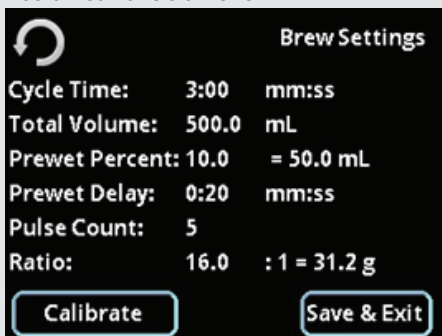 Brew Settings
Cycle Time: 3:00 mm:ss
Total Volume: 500.0 mL
Prewet Percent: 10.0 = 50.0 mL
Prewet Delay: 0:20 mm:ss
Pulse Count: 5
Ratio: 16.0 : 1 = 31.2 g
Calibrate Save & Exit